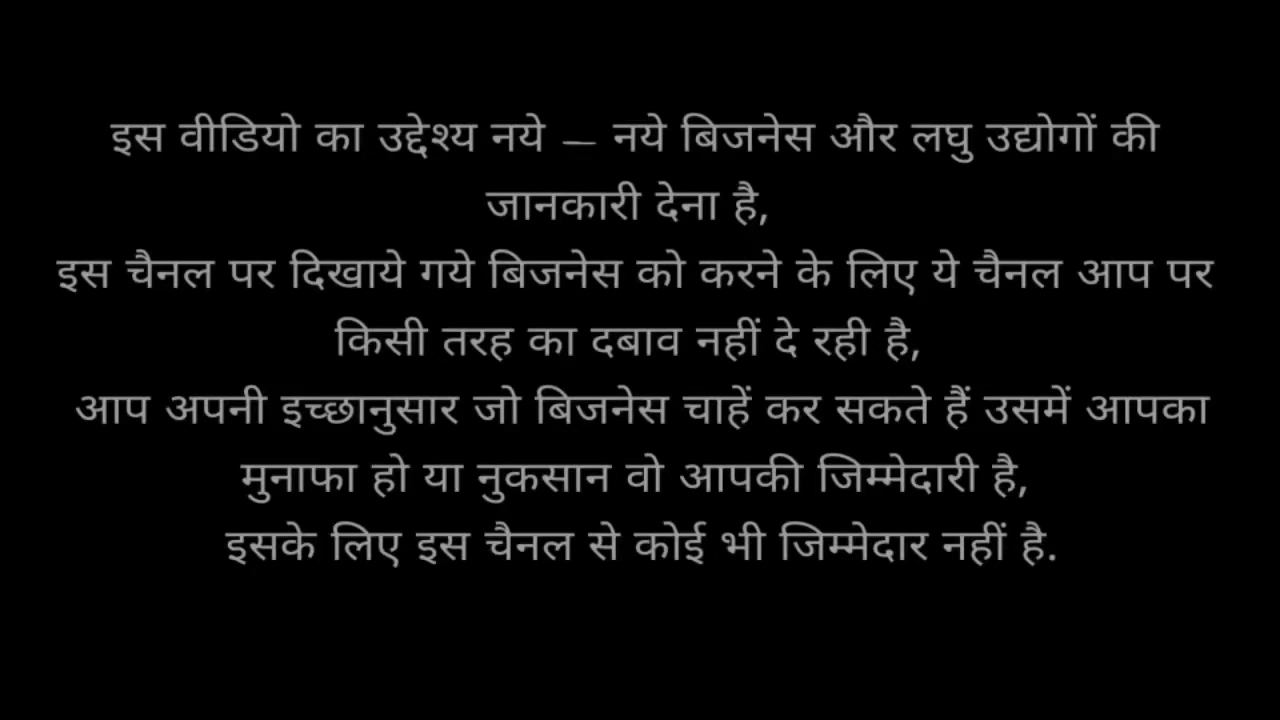 इस वीडियो का उद्देश्य नये – नये बिजनेस और लघु उद्योगों की
जानकारी देना है,
इस चैनल पर दिखाये गये बिजनेस को करने के लिए ये चैनल आप पर
किसी तरह का दबाव नहीं दे रही है,
आप अपनी इच्छानुसार जो बिजनेस चाहें कर सकते हैं उसमें आपका
मुनाफा हो या नुकसान वो आपकी जिम्मेदारी है,
इसके लिए इस चैनल से कोई भी जिम्मेदार नहीं है.